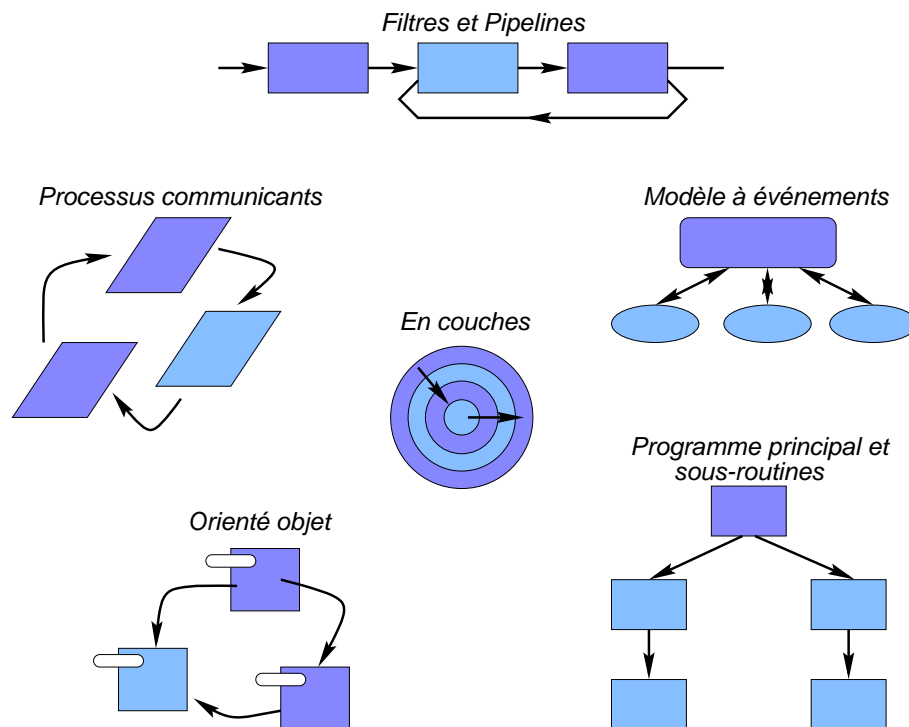 Filtres et Pipelines
Processus communicants
Modèle à événements
En couches
Programme principal et
sous-routines
Orienté objet